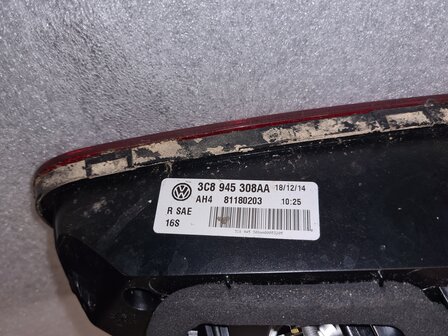 3C8 945 308AA 18/12/14
AH4 81180203 10:25
R SAE
16S